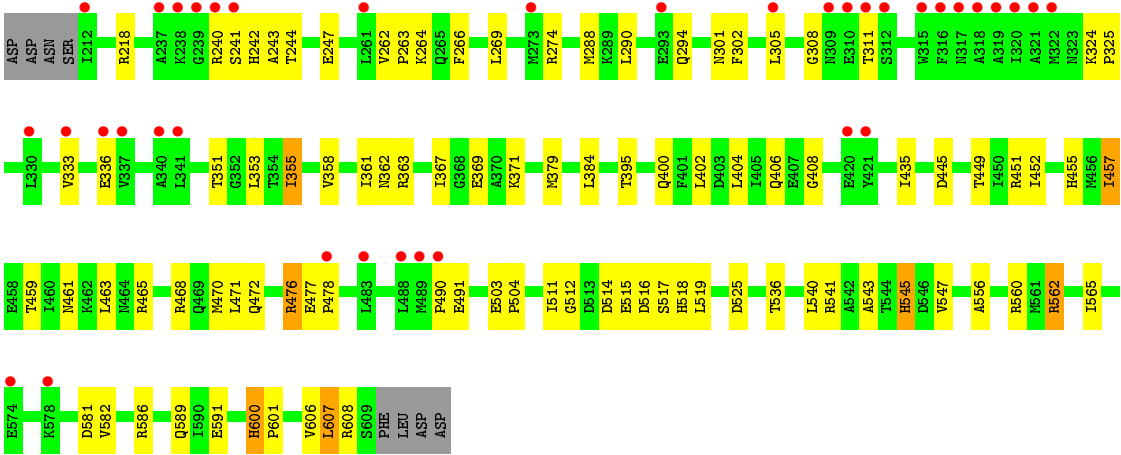 ASP ASP ASN SER I212 R218 A237 K238 G239 R240 S241 H242 A243 T244 E247 L261 V262 P263 K264 Q265 F266 L269 M273 R274 M288 K289 L290 E293 Q294 N301 F302 L305 G308 N309 E310 T311 S312 W315 F316 N317 A318 A319 I320 A321 M322 N323 K324 P325
L330 V333 E336 V337 A340 L341 T351 G352 L353 T354 I355 V358 I361 N362 R363 I367 G368 E369 A370 K371 M379 L384 T395 Q400 F401 L402 D403 L404 I405 Q406 E407 G408 E420 Y421 I435 D445 T449 I450 R451 I452 H455 M456 I457
E458 T459 I460 N461 K462 L463 N464 R465 R468 Q469 M470 L471 Q472 R476 E477 P478 L483 L488 M489 P490 E491 E503 P504 I511 G512 D513 D514 E515 D516 S517 H518 L519 D525 T536 L540 R541 A542 A543 T544 H545 D546 V547 A556 R560 M561 R562 I565
E574 K578 D581 V582 R586 Q589 I590 E591 H600 P601 V606 L607 R608 S609 PHE LEU ASP ASP